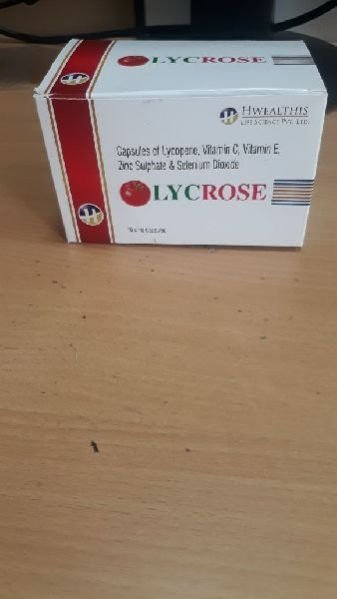 LYCROSE
HWEALTHIS
LIFE SCIENCE PVT. LTD.
Capsules of Lycopene, Vitamin C, Vitamin E,
Zinc Sulphate & Selenium Dioxide
LYCROSE